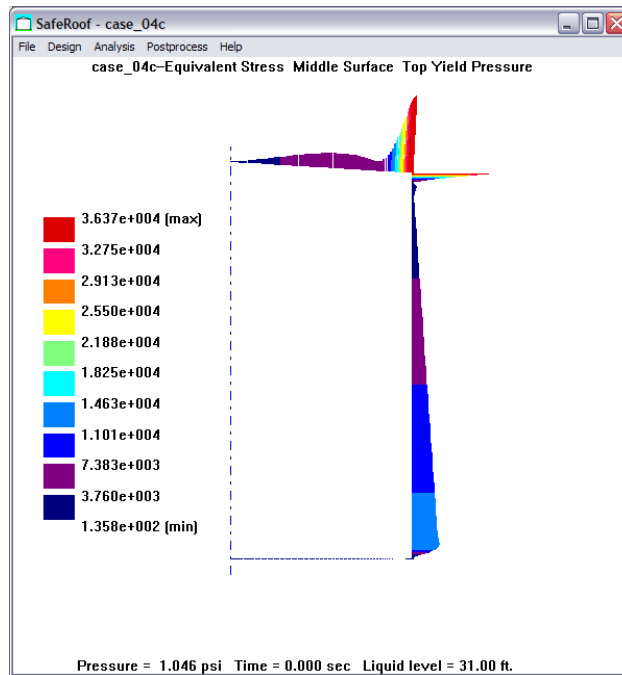 SafeRoof - case_04c
File Design Analysis Postprocess Help
case_04c-Equivalent Stress Middle Surface Top Yield Pressure
3.637e+004 (max)
3.275e+004
2.913e+004
2.550e+004
2.188e+004
1.825e+004
1.463e+004
1.101e+004
7.383e+003
3.760e+003
1.358e+002 (min)
Pressure = 1.046 psi Time = 0.000 sec Liquid level = 31.00 ft.